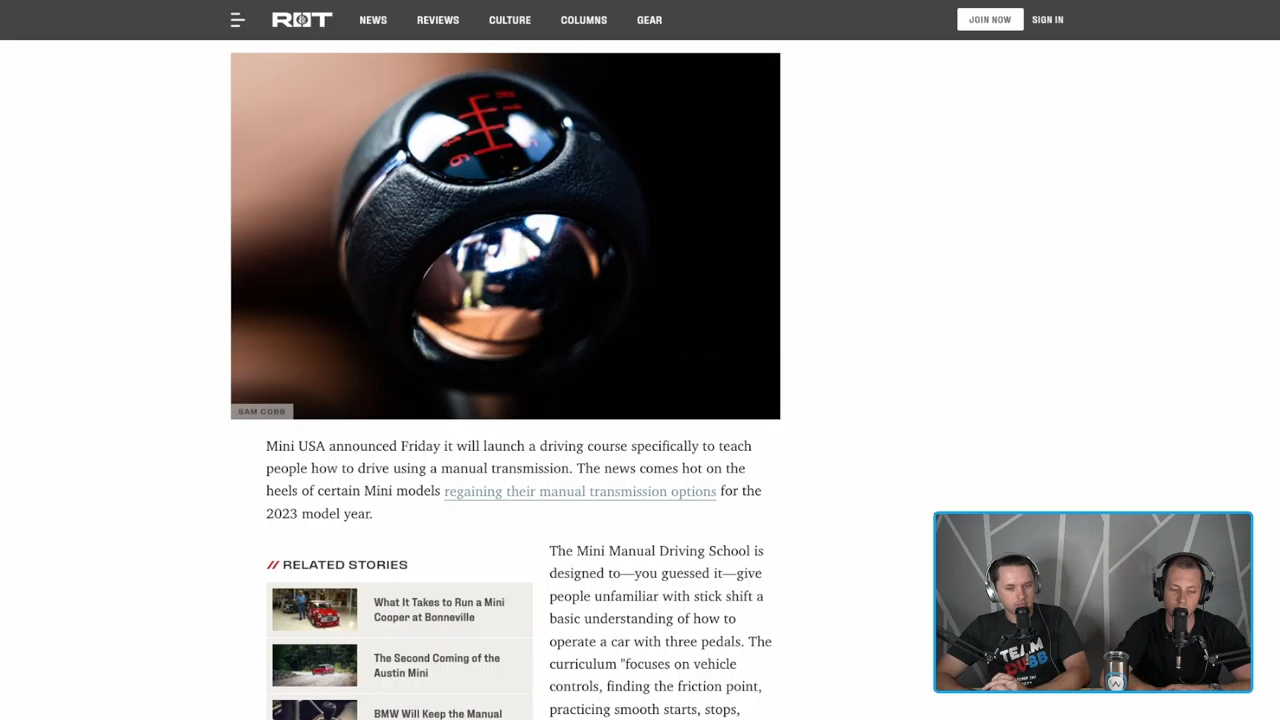 R&T NEWS REVIEWS CULTURE COLUMNS GEAR JOIN NOW SIGN IN
R 1
4 6
SAM COBB
Mini USA announced Friday it will launch a driving course specifically to teach
people how to drive using a manual transmission. The news comes hot on the
heels of certain Mini models regaining their manual transmission options for the
2023 model year.
// RELATED STORIES
What It Takes to Run a Mini
Cooper at Bonneville
The Second Coming of the
Austin Mini
BMW Will Keep the Manual
The Mini Manual Driving School is
designed to—you guessed it—give
people unfamiliar with stick shift a
basic understanding of how to
operate a car with three pedals. The
curriculum "focuses on vehicle
controls, finding the friction point,
practicing smooth starts, stops,
TEAM